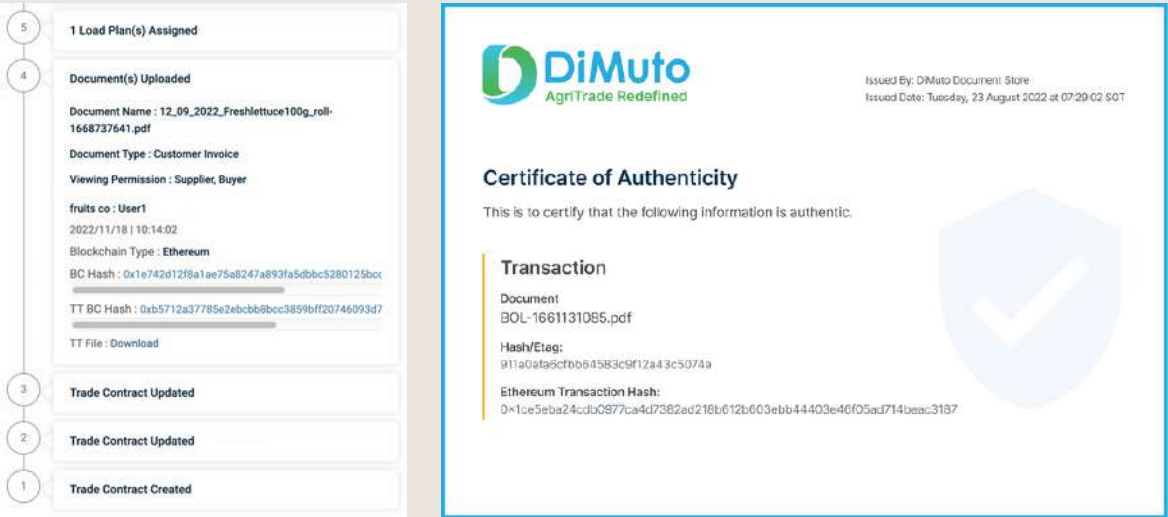 5
1 Load Plan(s) Assigned
4
Document(s) Uploaded
Document Name : 12_09_2022_Freshlettuce100g_roll-
1668737641.pdf
Document Type : Customer Invoice
Viewing Permission : Supplier, Buyer
fruits co : User1
2022/11/18 | 10:14:02
Blockchain Type : Ethereum
BC Hash : 0x1e742d12f8a1ae75a8247a893fa5dbbc5280125bcc
TT BC Hash : 0xb5712a37785e2ebcbb8bcc3859bff20746093d7
TT File : Download
3
Trade Contract Updated
2
Trade Contract Updated
1
Trade Contract Created
DiMuto
AgriTrade Redefined
Issued By: DiMuto Document Store
Issued Date: Tuesday, 23 August 2022 at 07:29:02 SGT
Certificate of Authenticity
This is to certify that the following information is authentic.
Transaction
Document
BOL-1661131085.pdf
Hash/Etag:
911a0afa6cfbb64583c9f12a43c5074a
Ethereum Transaction Hash:
0×1ce5eba24cdb0977ca4d7382ad218b612b603ebb44403e46f05ad714beac3187